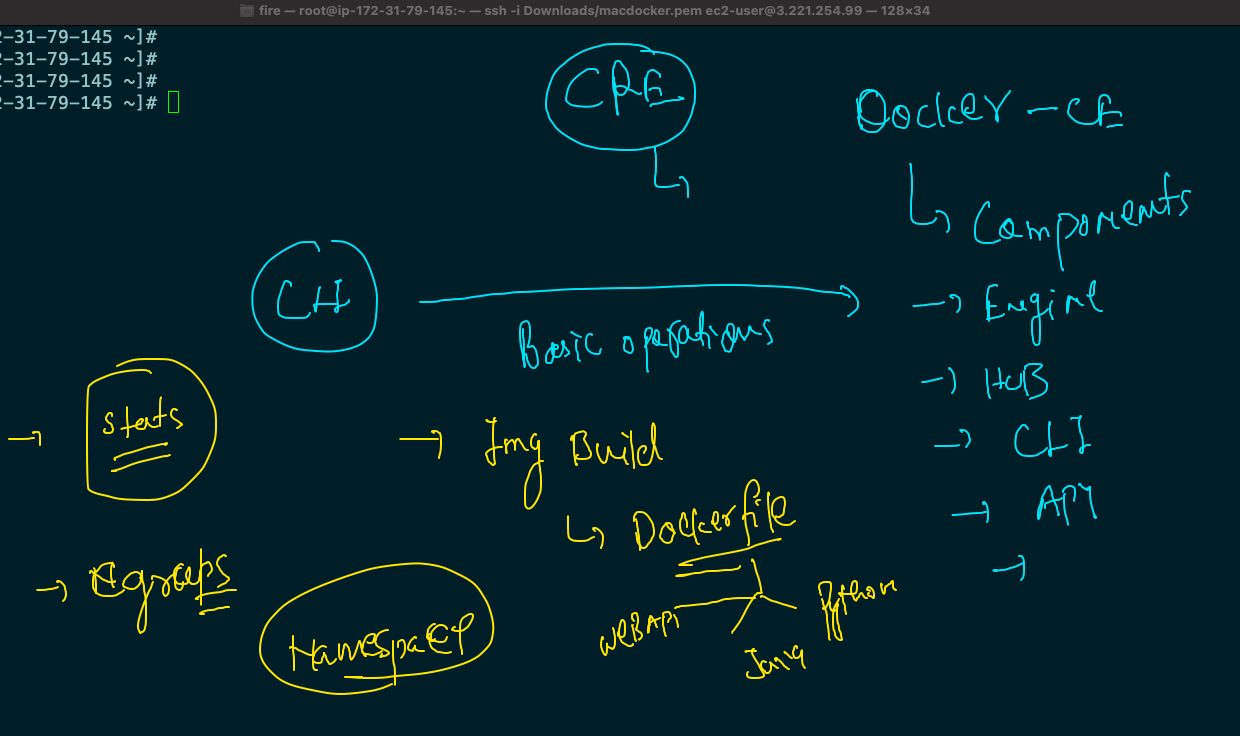 fire — root@ip-172-31-79-145:~ — ssh -i Downloads/macdocker.pem ec2-user@3.221.254.99 — 128×34
2-31-79-145 ~]#
2-31-79-145 ~]#
2-31-79-145 ~]#
2-31-79-145 ~]#
CRE
Docker - CE
Components
CLI
Basic operations
Engine
HUB
CLI
API
Stats
Img Build
Dockerfile
Cgroups
Namespace
WEBAPI
Java
Python